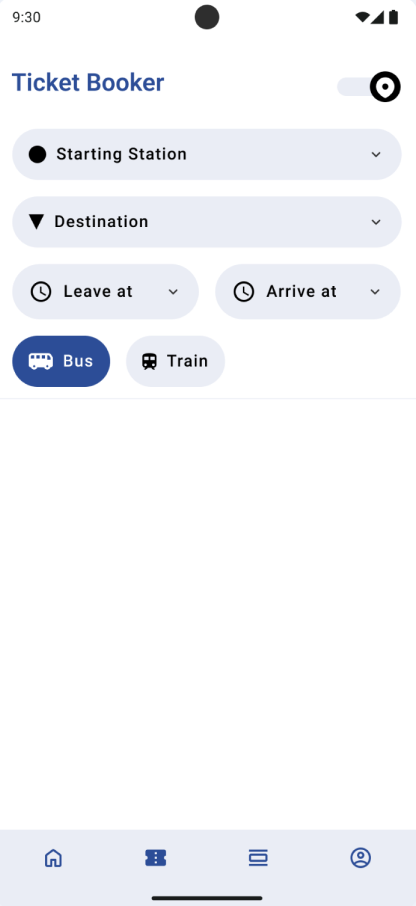 9:30
Ticket Booker
Starting Station
Destination
Leave at Arrive at
Bus Train